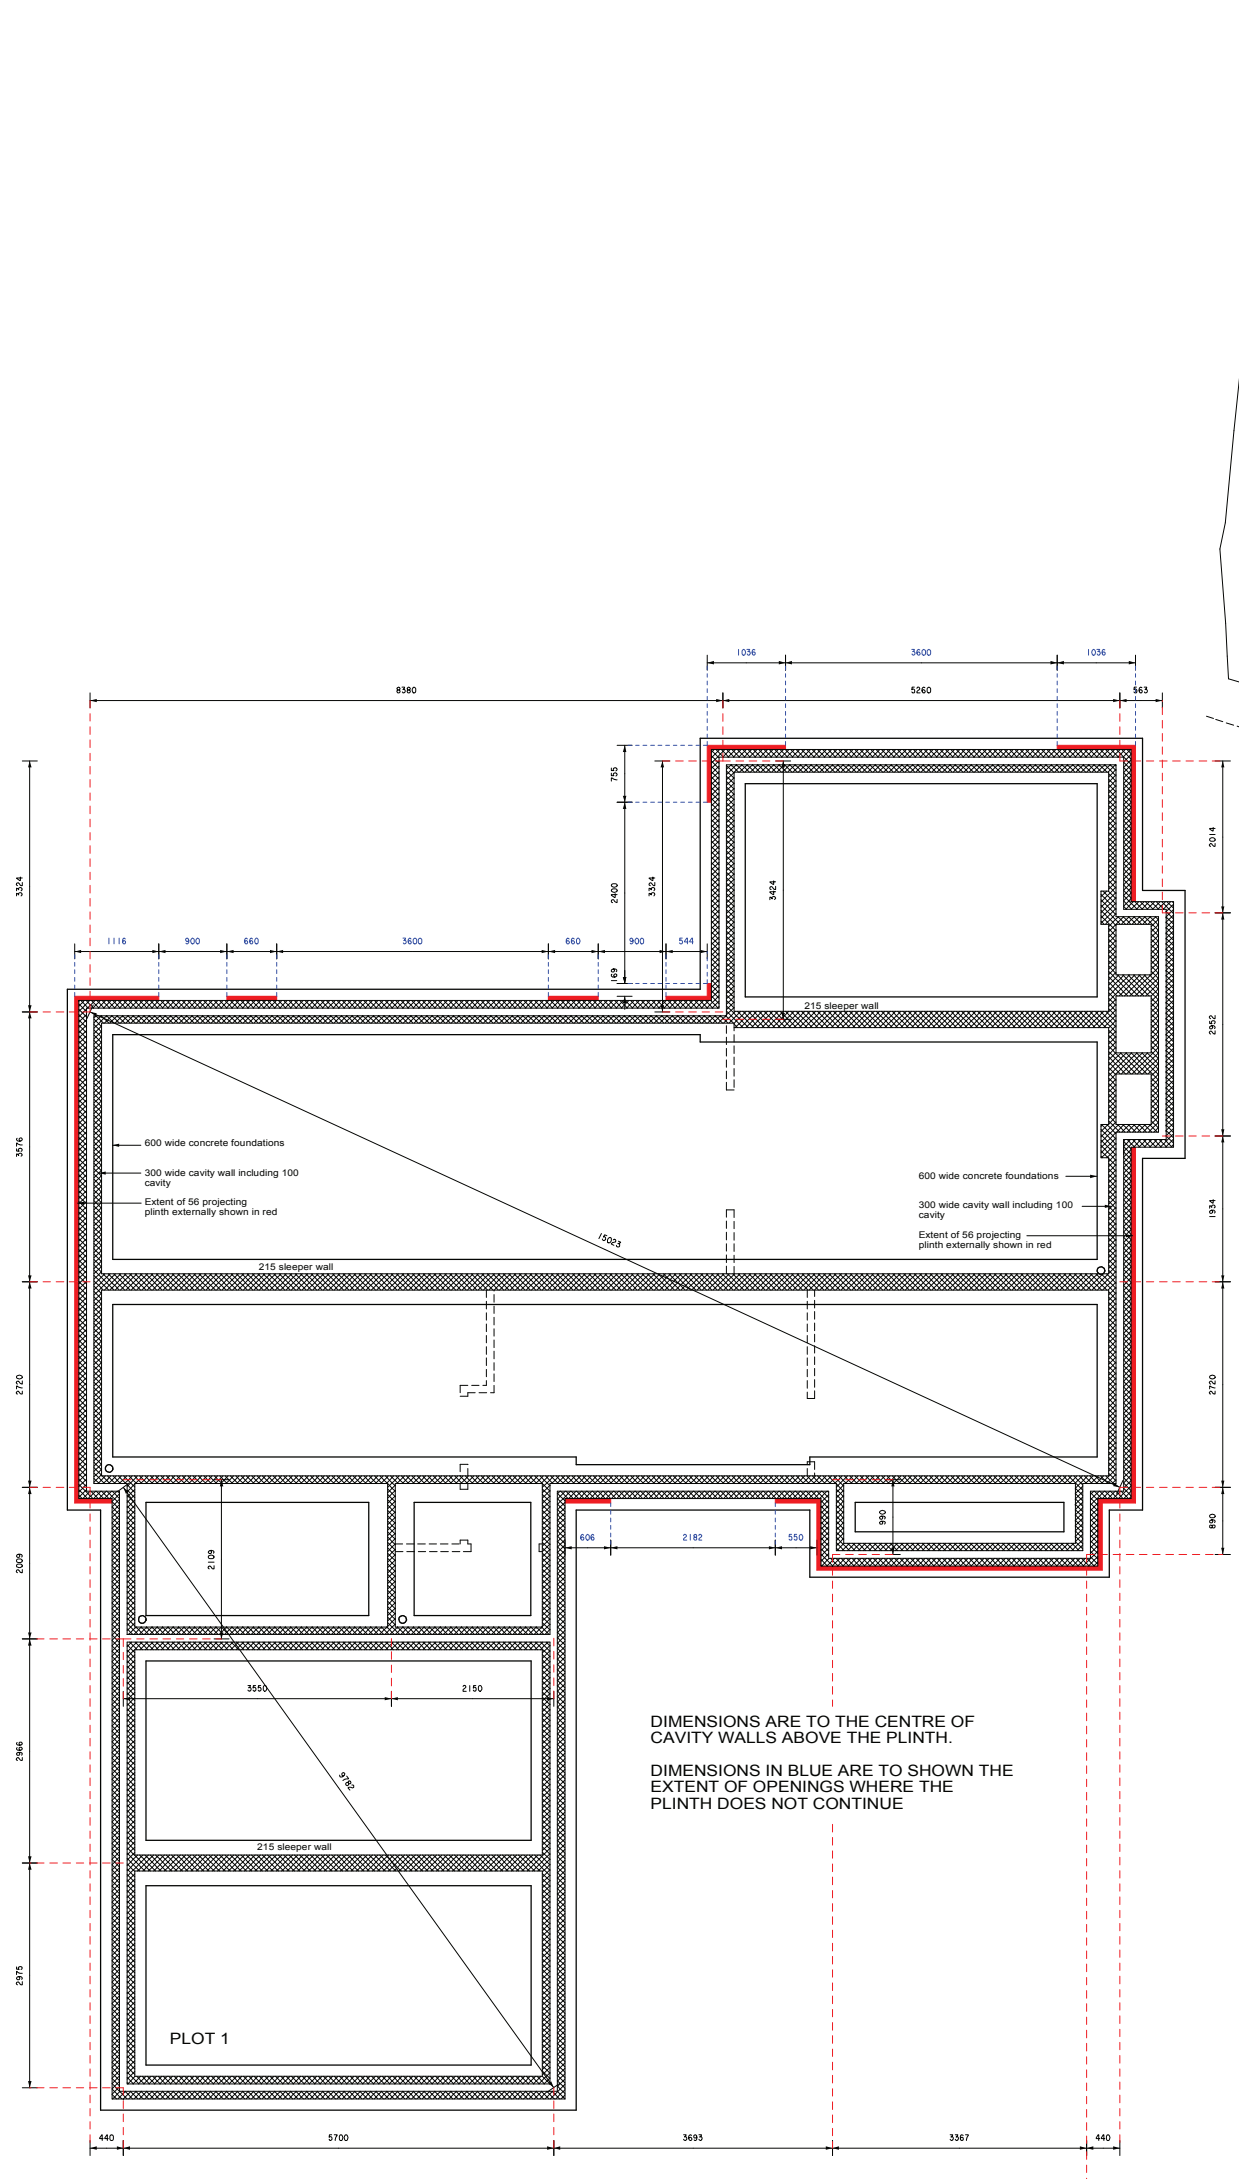 1036
3600
1036
8380
5260
563
755
2400
3324
3424
169
3324
2014
1116
900
660
3600
660
900
544
215 sleeper wall
2952
3576
600 wide concrete foundations
300 wide cavity wall including 100
cavity
Extent of 56 projecting
plinth externally shown in red
600 wide concrete foundations
300 wide cavity wall including 100
cavity
Extent of 56 projecting
plinth externally shown in red
1934
15023
215 sleeper wall
2720
2720
2009
2109
606
2182
550
990
890
3550
2150
2966
DIMENSIONS ARE TO THE CENTRE OF
CAVITY WALLS ABOVE THE PLINTH.
DIMENSIONS IN BLUE ARE TO SHOWN THE
EXTENT OF OPENINGS WHERE THE
PLINTH DOES NOT CONTINUE
9782
215 sleeper wall
2975
PLOT 1
440
5700
3693
3367
440